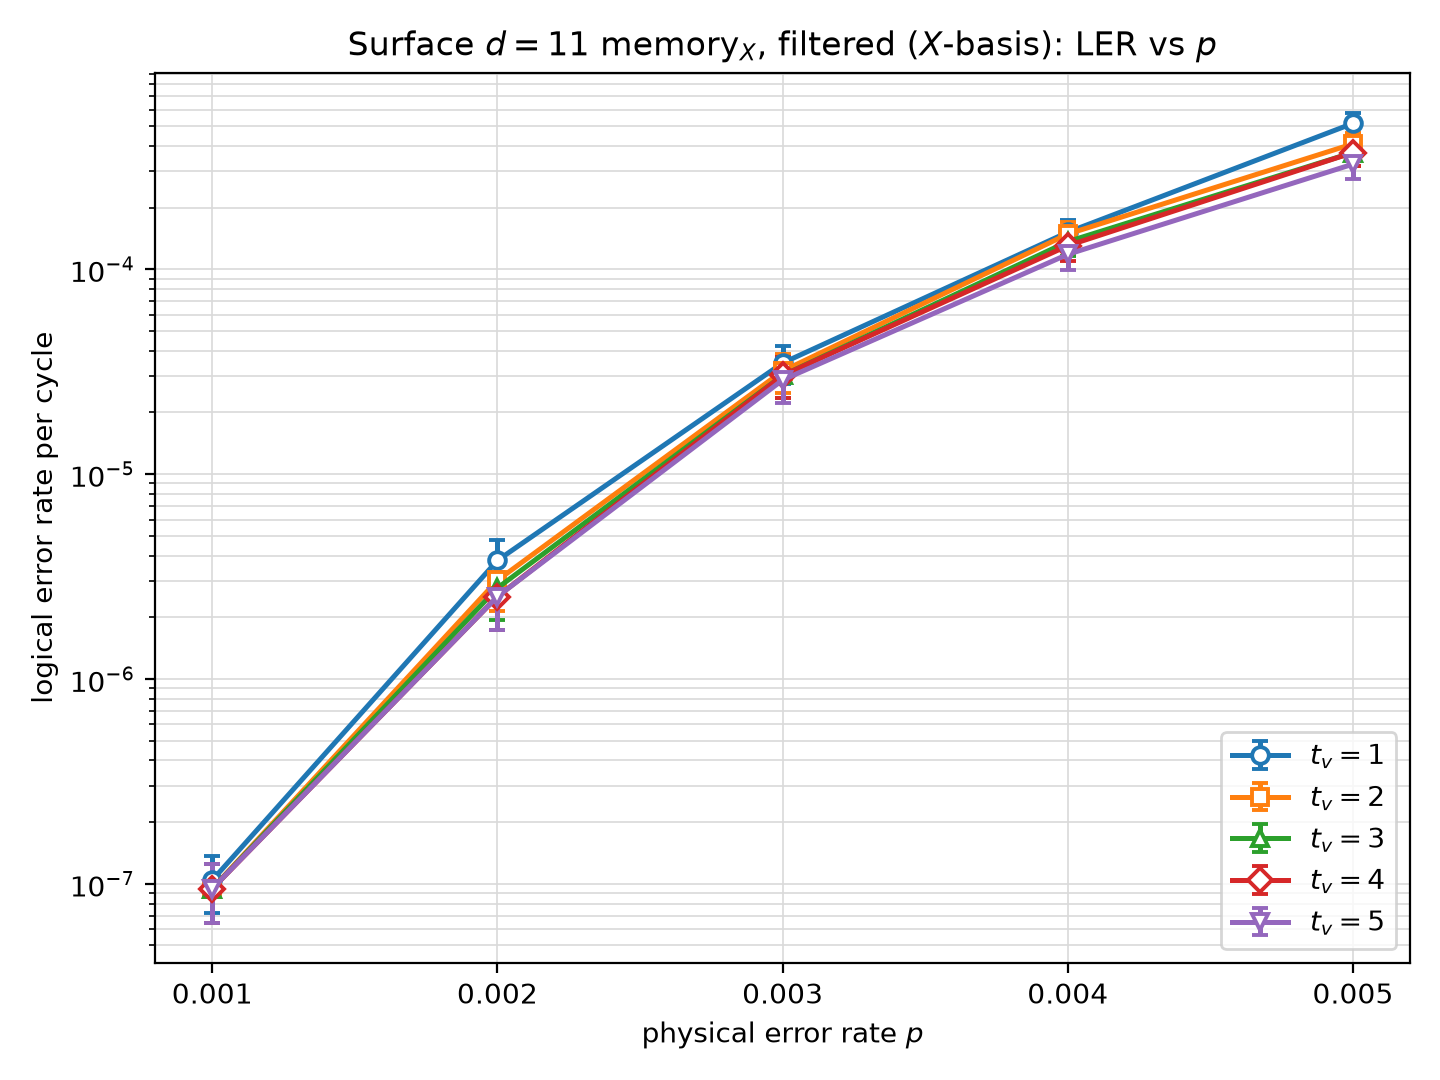 Surface d = 11 memory_X, filtered (X-basis): LER vs p
logical error rate per cycle
10^−4
10^−5
10^−6
10^−7
t_v = 1
t_v = 2
t_v = 3
t_v = 4
t_v = 5
0.001 0.002 0.003 0.004 0.005
physical error rate p